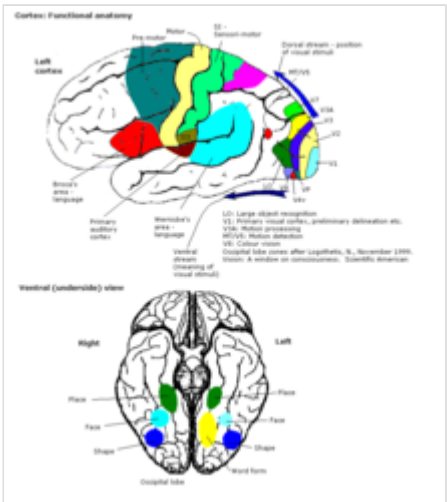 Cortex: Functional anatomy
Motor
S1 -
Sensori-motor
Pre-motor
Dorsal stream - position
of visual stimuli
Left
cortex
MT/V5
V7
V3A
V3
V2
V1
VP
V4v
Broca's
area -
language
Primary
auditory
cortex
Wernicke's
area -
language
Ventral
stream
(meaning of
visual stimuli)
LO: Large object recognition
V1: Primary visual cortex, preliminary delineation etc.
V3A: Motion processing
MT/V5: Motion detection
V8: Colour vision
Occipital lobe zones after Logothetis, N., November 1999.
Vision: A window on consciousness. Scientific American
Ventral (underside) view
Right
Left
Place
Place
Face
Face
Shape
Shape
Word form
Occipital lobe